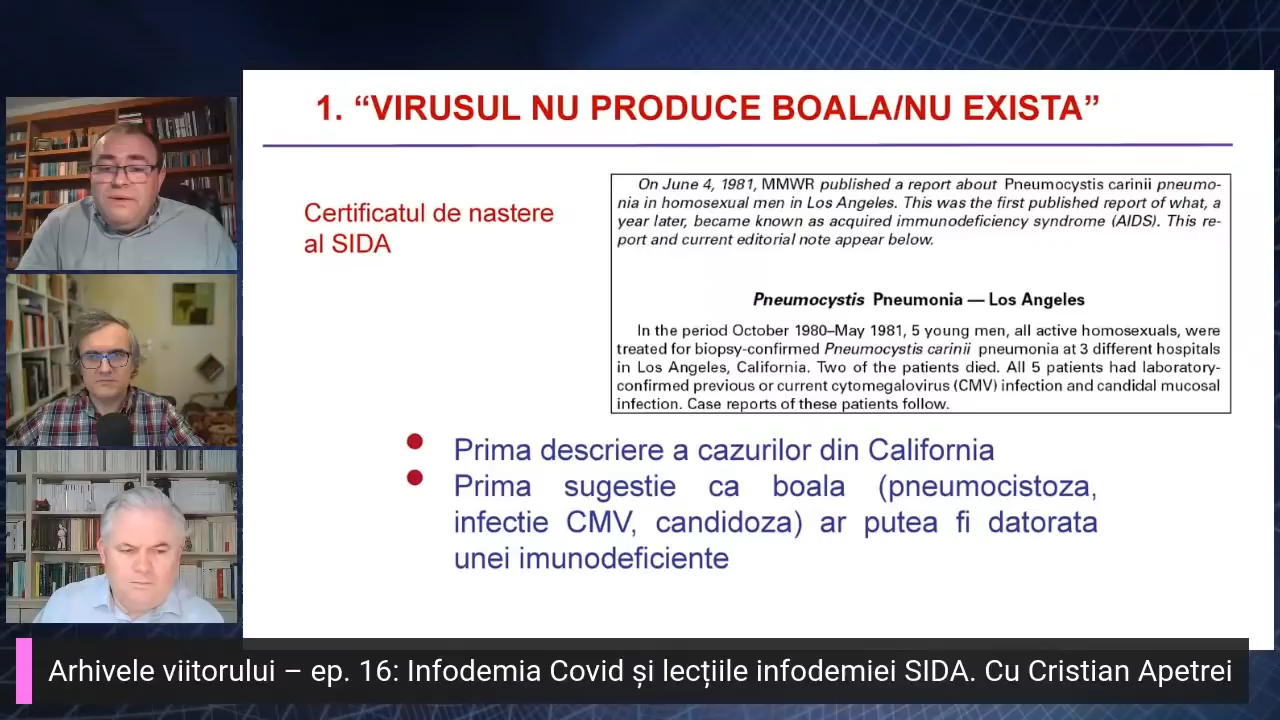 1. “VIRUSUL NU PRODUCE BOALA/NU EXISTA”
Certificatul de nastere
al SIDA
On June 4, 1981, MMWR published a report about Pneumocystis carinii pneumo-
nia in homosexual men in Los Angeles. This was the first published report of what, a
year later, became known as acquired immunodeficiency syndrome (AIDS). This re-
port and current editorial note appear below.
Pneumocystis Pneumonia — Los Angeles
In the period October 1980–May 1981, 5 young men, all active homosexuals, were
treated for biopsy-confirmed Pneumocystis carinii pneumonia at 3 different hospitals
in Los Angeles, California. Two of the patients died. All 5 patients had laboratory-
confirmed previous or current cytomegalovirus (CMV) infection and candidal mucosal
infection. Case reports of these patients follow.
• Prima descriere a cazurilor din California
• Prima sugestie ca boala (pneumocistoza,
infectie CMV, candidoza) ar putea fi datorata
unei imunodeficiente
Arhivele viitorului – ep. 16: Infodemia Covid și lecțiile infodemiei SIDA. Cu Cristian Apetrei